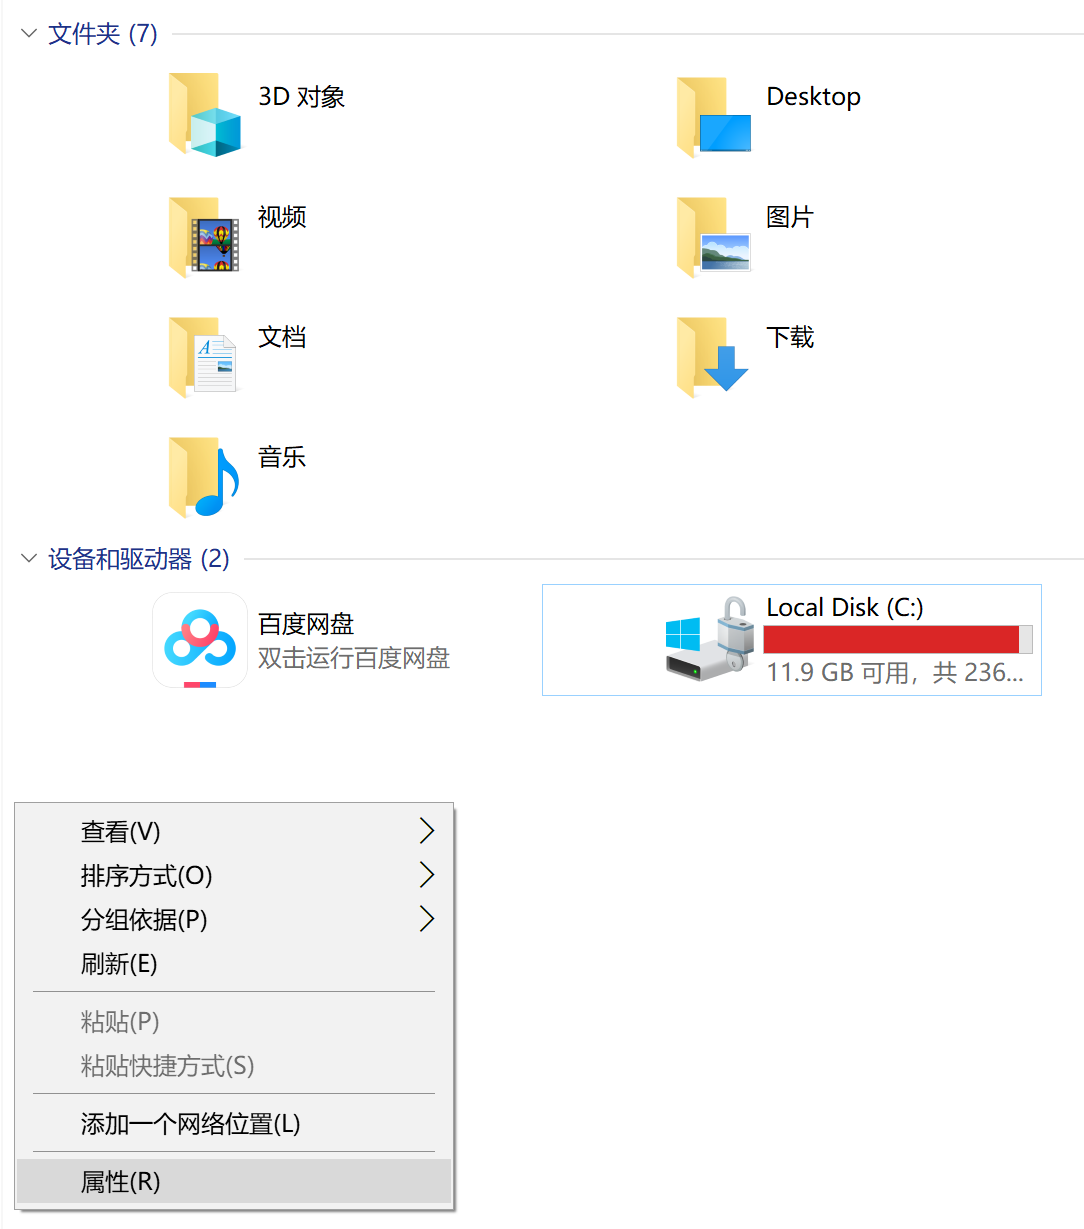 文件夹 (7)
3D 对象
Desktop
视频
图片
文档
下载
音乐
设备和驱动器 (2)
百度网盘
双击运行百度网盘
Local Disk (C:)
11.9 GB 可用，共 236...
查看(V)
排序方式(O)
分组依据(P)
刷新(E)
粘贴(P)
粘贴快捷方式(S)
添加一个网络位置(L)
属性(R)